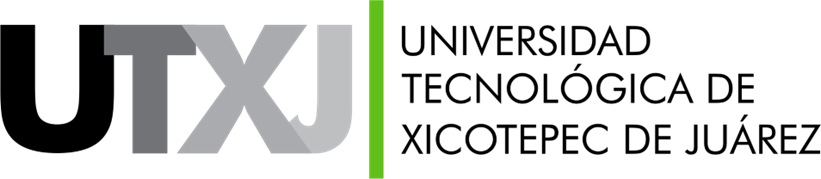 UTXJ
UNIVERSIDAD
TECNOLÓGICA DE
XICOTEPEC DE JUÁREZ